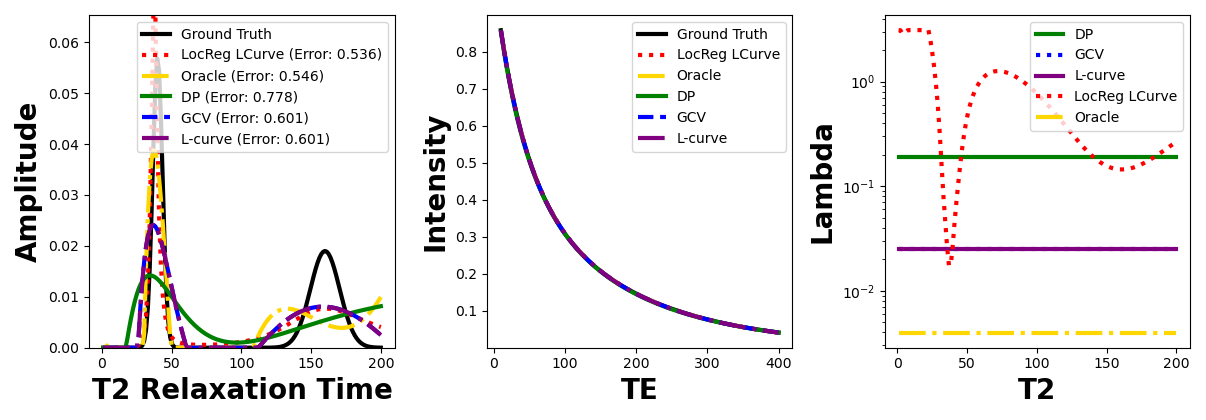 Amplitude
0.06
0.05
0.04
0.03
0.02
0.01
0.00
Ground Truth
LocReg LCurve (Error: 0.536)
Oracle (Error: 0.546)
DP (Error: 0.778)
GCV (Error: 0.601)
L-curve (Error: 0.601)
0 50 100 150 200
T2 Relaxation Time
Intensity
0.8
0.7
0.6
0.5
0.4
0.3
0.2
0.1
Ground Truth
LocReg LCurve
Oracle
DP
GCV
L-curve
0 100 200 300 400
TE
Lambda
10⁰
10⁻¹
10⁻²
DP
GCV
L-curve
LocReg LCurve
Oracle
0 50 100 150 200
T2